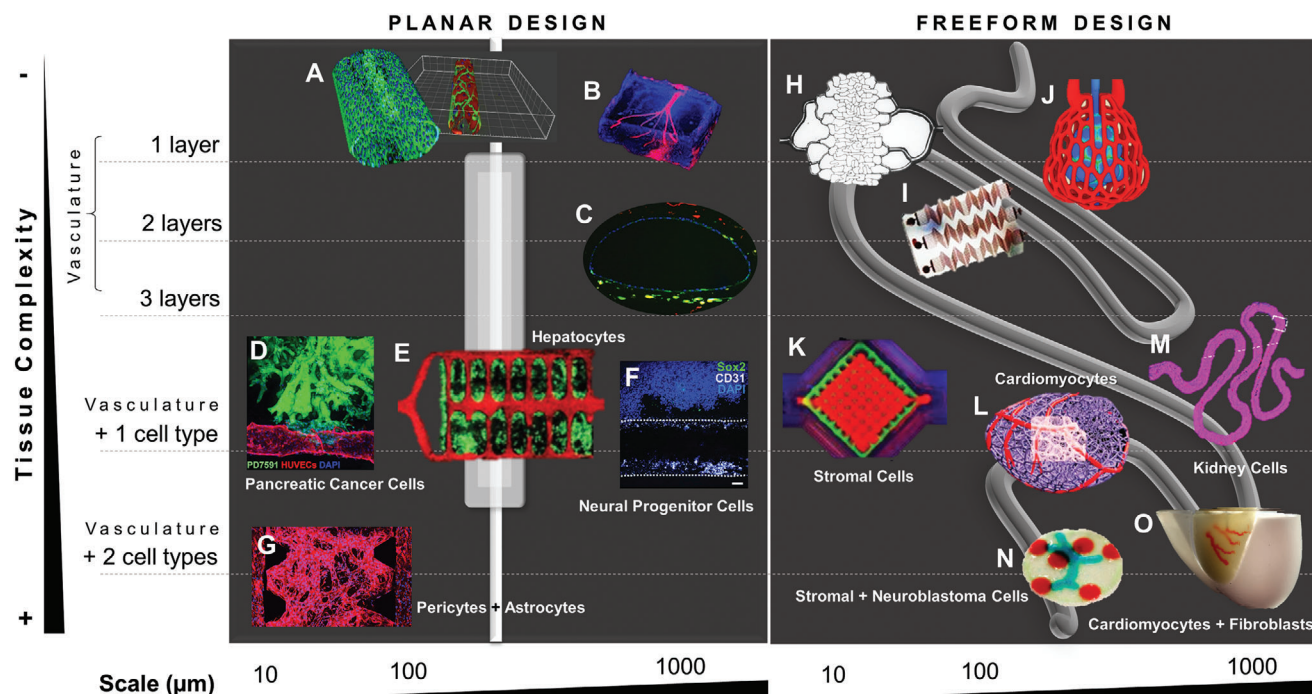 PLANAR DESIGN
FREEFORM DESIGN
Tissue Complexity
-
+
Vasculature
1 layer
2 layers
3 layers
Vasculature
+ 1 cell type
Vasculature
+ 2 cell types
A
B
C
D
PD7591 HUVECs DAPI
Pancreatic Cancer Cells
E
Hepatocytes
F
Sox2
CD31
DAPI
Neural Progenitor Cells
G
Pericytes + Astrocytes
H
I
J
K
Stromal Cells
L
Cardiomyocytes
M
Kidney Cells
N
Stromal + Neuroblastoma Cells
O
Cardiomyocytes + Fibroblasts
Scale (µm)
10
100
1000
10
100
1000